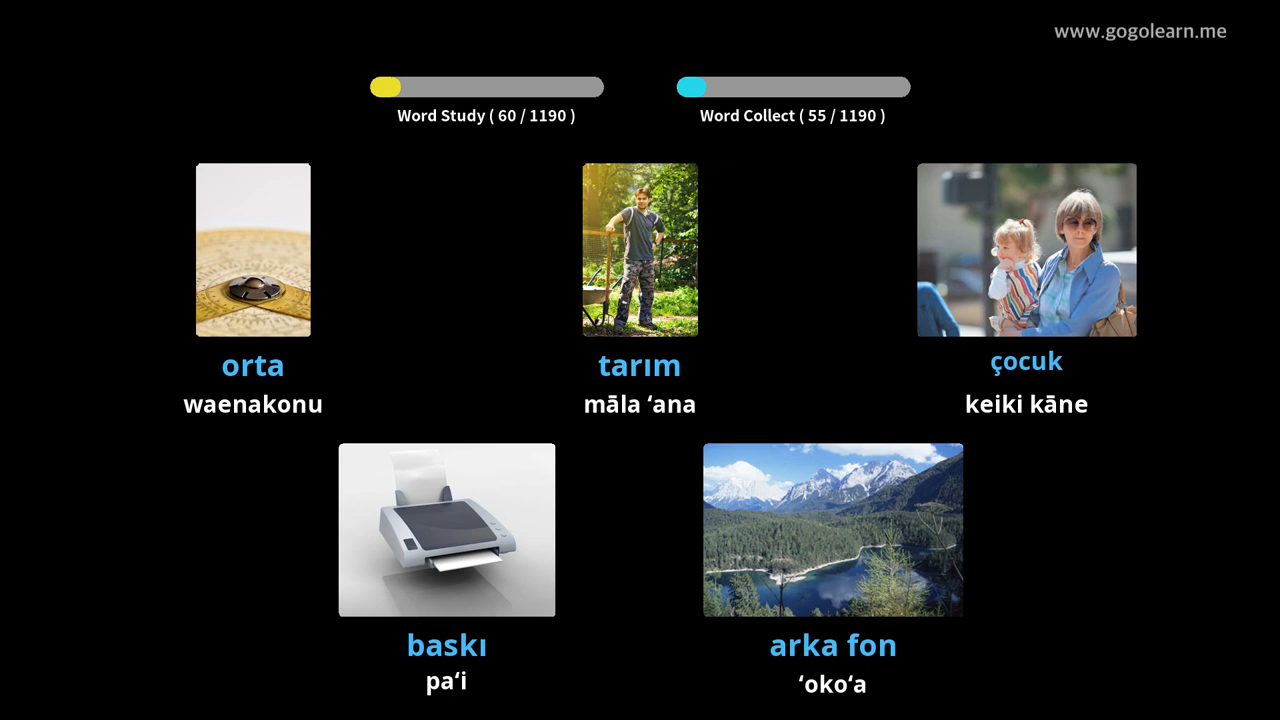 www.gogolearn.me
Word Study ( 60 / 1190 )
Word Collect ( 55 / 1190 )
orta
tarım
çocuk
waenakonu
māla ʻana
keiki kāne
baskı
arka fon
paʻi
ʻokoʻa